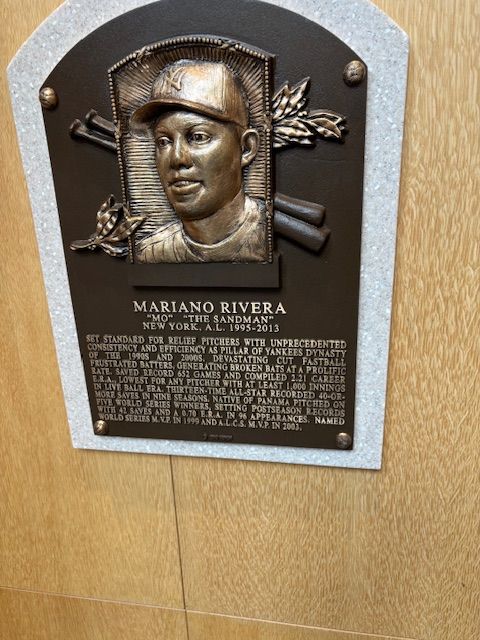 NY
MARIANO RIVERA
"MO" "THE SANDMAN"
NEW YORK, A.L. 1995-2013
SET STANDARD FOR RELIEF PITCHERS WITH UNPRECEDENTED
CONSISTENCY AND EFFICIENCY AS PILLAR OF YANKEES DYNASTY
OF THE 1990S AND 2000S. DEVASTATING CUT FASTBALL
FRUSTRATED BATTERS, GENERATING BROKEN BATS AT A PROLIFIC
RATE. SAVED RECORD 652 GAMES AND COMPILED 2.21 CAREER
E.R.A., LOWEST FOR ANY PITCHER WITH AT LEAST 1,000 INNINGS
IN LIVE BALL ERA. THIRTEEN-TIME ALL-STAR RECORDED 40-OR-
MORE SAVES IN NINE SEASONS. NATIVE OF PANAMA PITCHED ON
FIVE WORLD SERIES WINNERS, SETTING POSTSEASON RECORDS
WITH 42 SAVES AND A 0.70 E.R.A. IN 96 APPEARANCES. NAMED
WORLD SERIES M.V.P. IN 1999 AND A.L.C.S. M.V.P. IN 2003.